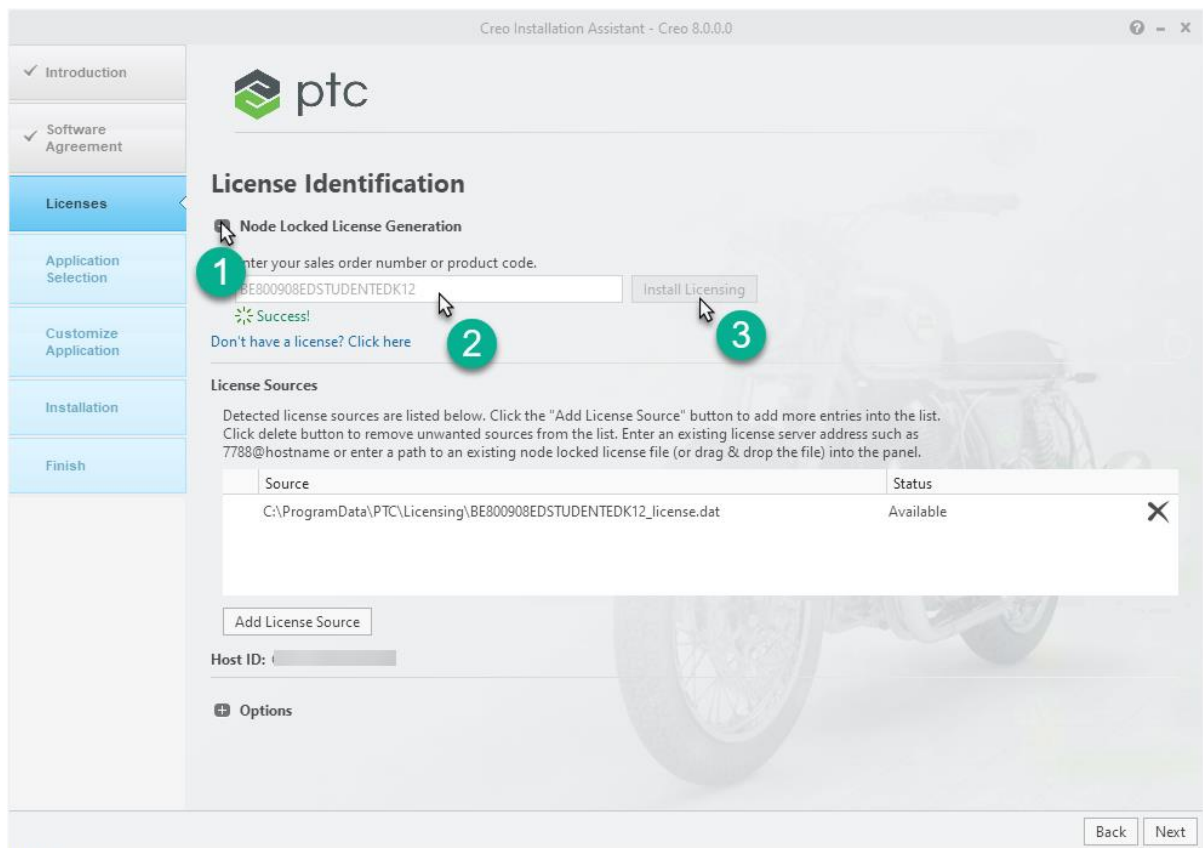 Creo Installation Assistant - Creo 8.0.0.0
Introduction
Software
Agreement
Licenses
Application
Selection
Customize
Application
Installation
Finish
ptc
License Identification
Node Locked License Generation
1
nter your sales order number or product code.
BE800908EDSTUDENTEDK12
Install Licensing
Success!
2
3
Don't have a license? Click here
License Sources
Detected license sources are listed below. Click the "Add License Source" button to add more entries into the list.
Click delete button to remove unwanted sources from the list. Enter an existing license server address such as
7788@hostname or enter a path to an existing node locked license file (or drag & drop the file) into the panel.
Source Status
C:\ProgramData\PTC\Licensing\BE800908EDSTUDENTEDK12_license.dat Available
Add License Source
Host ID:
Options
Back Next